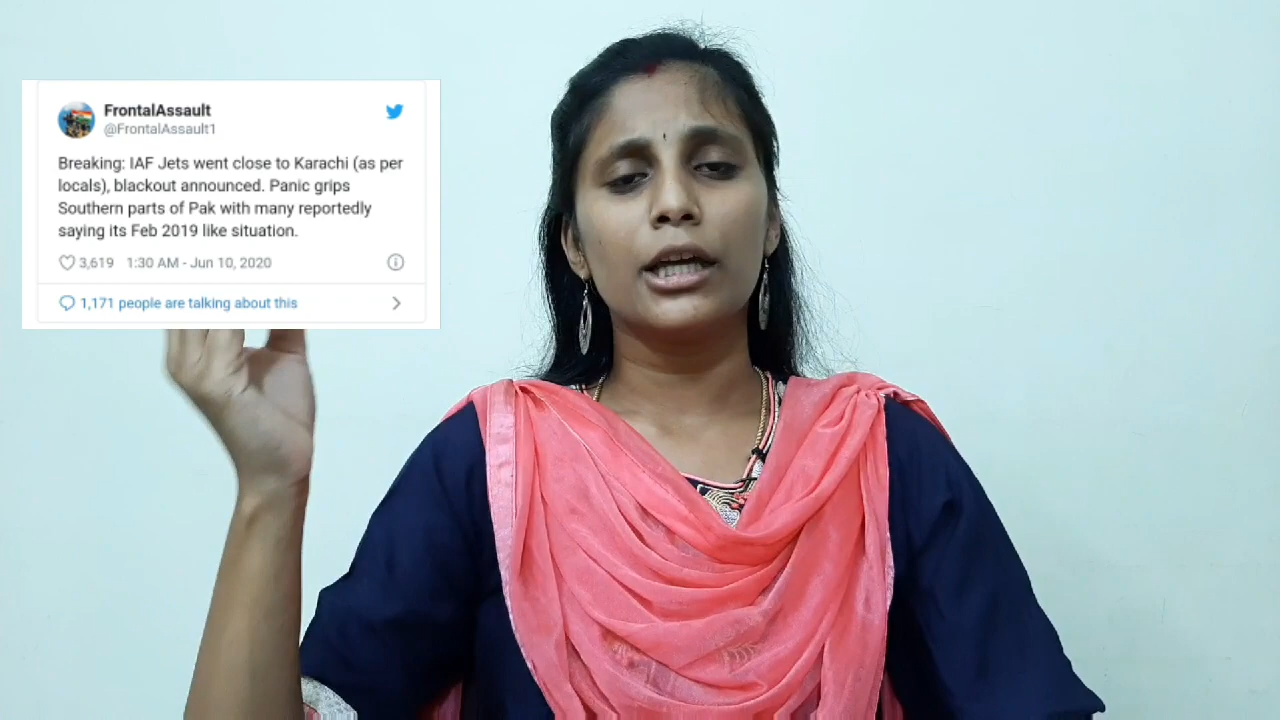 FrontalAssault
@FrontalAssault1
Breaking: IAF Jets went close to Karachi (as per
locals), blackout announced. Panic grips
Southern parts of Pak with many reportedly
saying its Feb 2019 like situation.
3,619 1:30 AM - Jun 10, 2020
1,171 people are talking about this